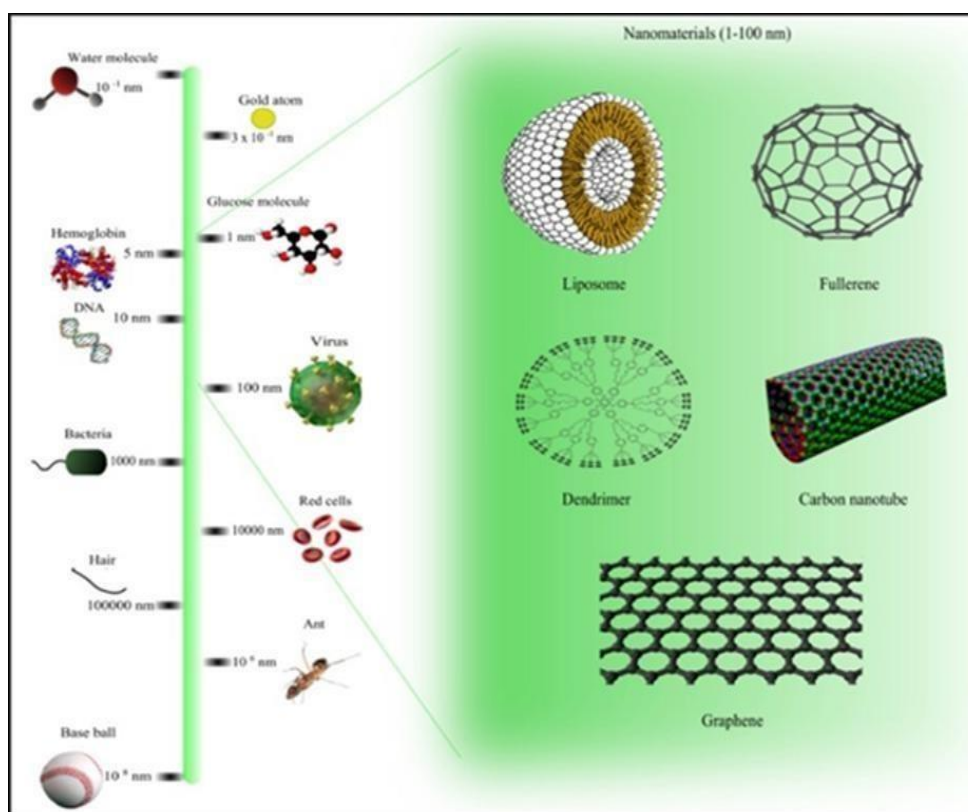 Nanomaterials (1-100 nm)
Water molecule
10⁻¹ nm
Gold atom
3 x 10⁻¹ nm
Glucose molecule
1 nm
Hemoglobin
5 nm
DNA
10 nm
Virus
100 nm
Bacteria
1000 nm
Red cells
10000 nm
Hair
100000 nm
Ant
10⁶ nm
Base ball
10⁸ nm
Liposome
Fullerene
Dendrimer
Carbon nanotube
Graphene